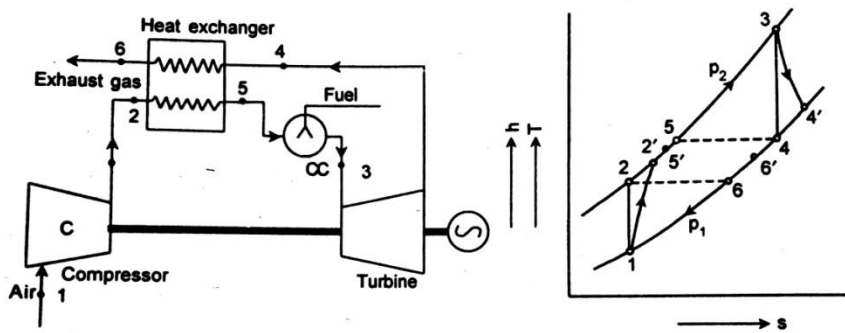 Heat exchanger
6
4
Exhaust gas
5
2
Fuel
CC
3
C
Compressor
Air
1
Turbine
h
T
3
p2
5
2'
5'
4'
4
2
6'
6
p1
1
s